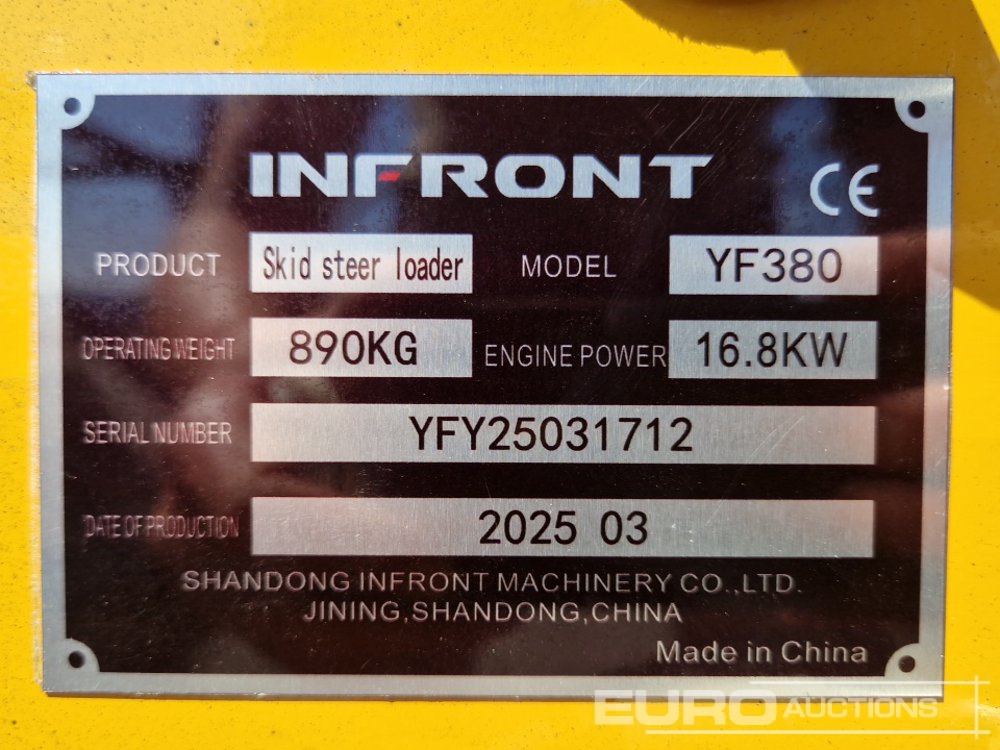 INFRONT CE
PRODUCT Skid steer loader MODEL YF380
OPERATING WEIGHT 890KG ENGINE POWER 16.8KW
SERIAL NUMBER YFY25031712
DATE OF PRODUCTION 2025 03
SHANDONG INFRONT MACHINERY CO.,LTD.
JINING,SHANDONG,CHINA
Made in China
EURO AUCTIONS